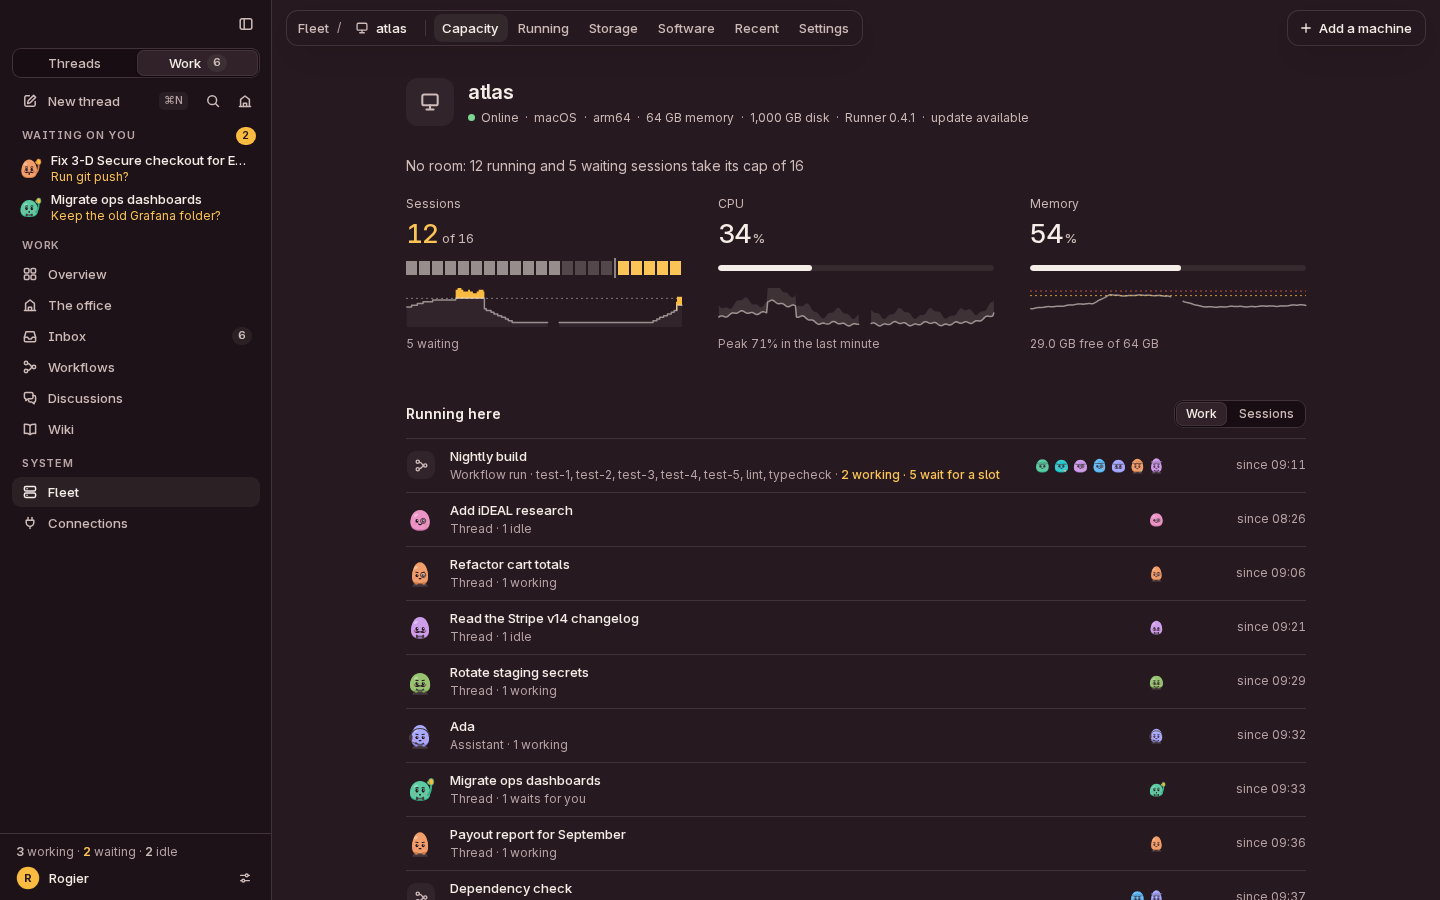 Threads
Work 6
New thread ⌘N
WAITING ON YOU 2
Fix 3-D Secure checkout for E…
Run git push?
Migrate ops dashboards
Keep the old Grafana folder?
WORK
Overview
The office
Inbox 6
Workflows
Discussions
Wiki
SYSTEM
Fleet
Connections
3 working · 2 waiting · 2 idle
R Rogier
Fleet / atlas Capacity Running Storage Software Recent Settings
Add a machine
atlas
Online · macOS · arm64 · 64 GB memory · 1,000 GB disk · Runner 0.4.1 · update available
No room: 12 running and 5 waiting sessions take its cap of 16
Sessions
12 of 16
5 waiting
CPU
34%
Peak 71% in the last minute
Memory
54%
29.0 GB free of 64 GB
Running here
Work Sessions
Nightly build
Workflow run · test-1, test-2, test-3, test-4, test-5, lint, typecheck · 2 working · 5 wait for a slot
since 09:11
Add iDEAL research
Thread · 1 idle
since 08:26
Refactor cart totals
Thread · 1 working
since 09:06
Read the Stripe v14 changelog
Thread · 1 idle
since 09:21
Rotate staging secrets
Thread · 1 working
since 09:29
Ada
Assistant · 1 working
since 09:32
Migrate ops dashboards
Thread · 1 waits for you
since 09:33
Payout report for September
Thread · 1 working
since 09:36
Dependency check
since 09:37